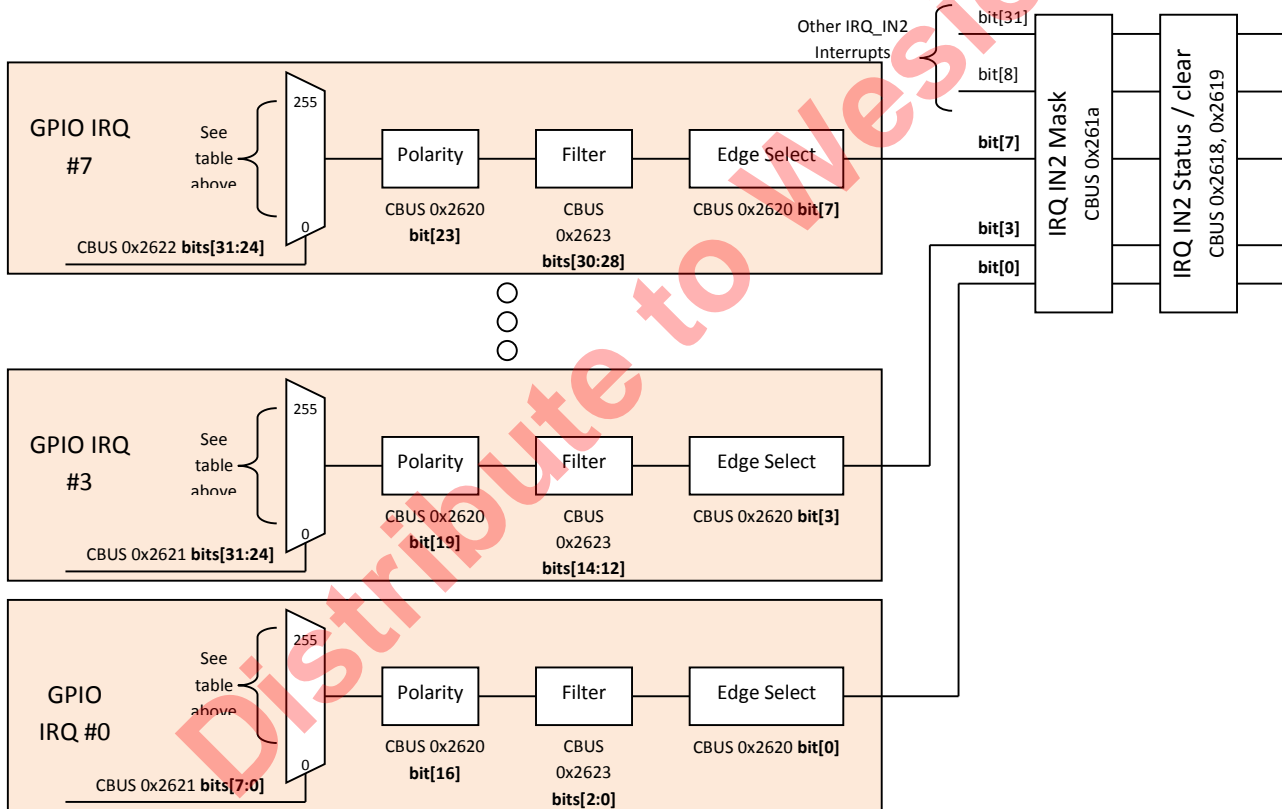 Other IRQ_IN2
Interrupts
bit[31]
bit[8]
bit[7]
bit[3]
bit[0]
IRQ IN2 Mask
CBUS 0x261a
IRQ IN2 Status / clear
CBUS 0x2618, 0x2619
GPIO IRQ
#7
See
table
above
255
0
CBUS 0x2622 bits[31:24]
Polarity
CBUS 0x2620
bit[23]
Filter
CBUS
0x2623
bits[30:28]
Edge Select
CBUS 0x2620 bit[7]
GPIO IRQ
#3
See
table
above
255
0
CBUS 0x2621 bits[31:24]
Polarity
CBUS 0x2620
bit[19]
Filter
CBUS
0x2623
bits[14:12]
Edge Select
CBUS 0x2620 bit[3]
GPIO
IRQ #0
See
table
above
255
0
CBUS 0x2621 bits[7:0]
Polarity
CBUS 0x2620
bit[16]
Filter
CBUS
0x2623
bits[2:0]
Edge Select
CBUS 0x2620 bit[0]
Distribute to Wesi